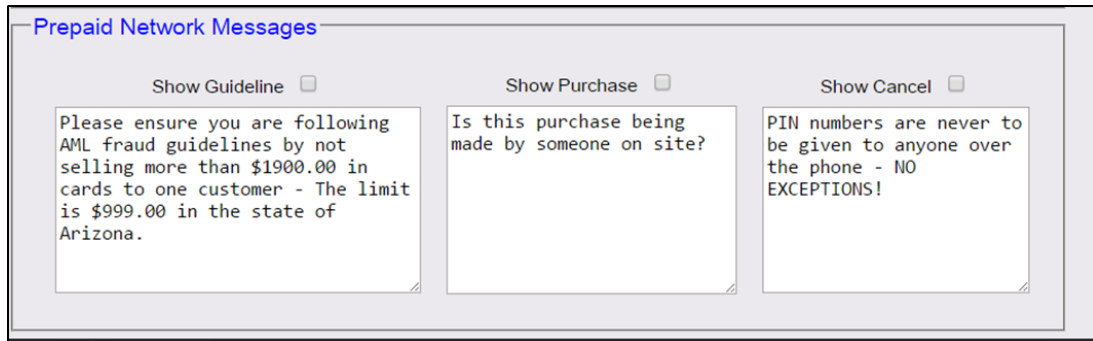 Prepaid Network Messages
Show Guideline
Please ensure you are following
AML fraud guidelines by not
selling more than $1900.00 in
cards to one customer - The limit
is $999.00 in the state of
Arizona.
Show Purchase
Is this purchase being
made by someone on site?
Show Cancel
PIN numbers are never to
be given to anyone over
the phone - NO
EXCEPTIONS!